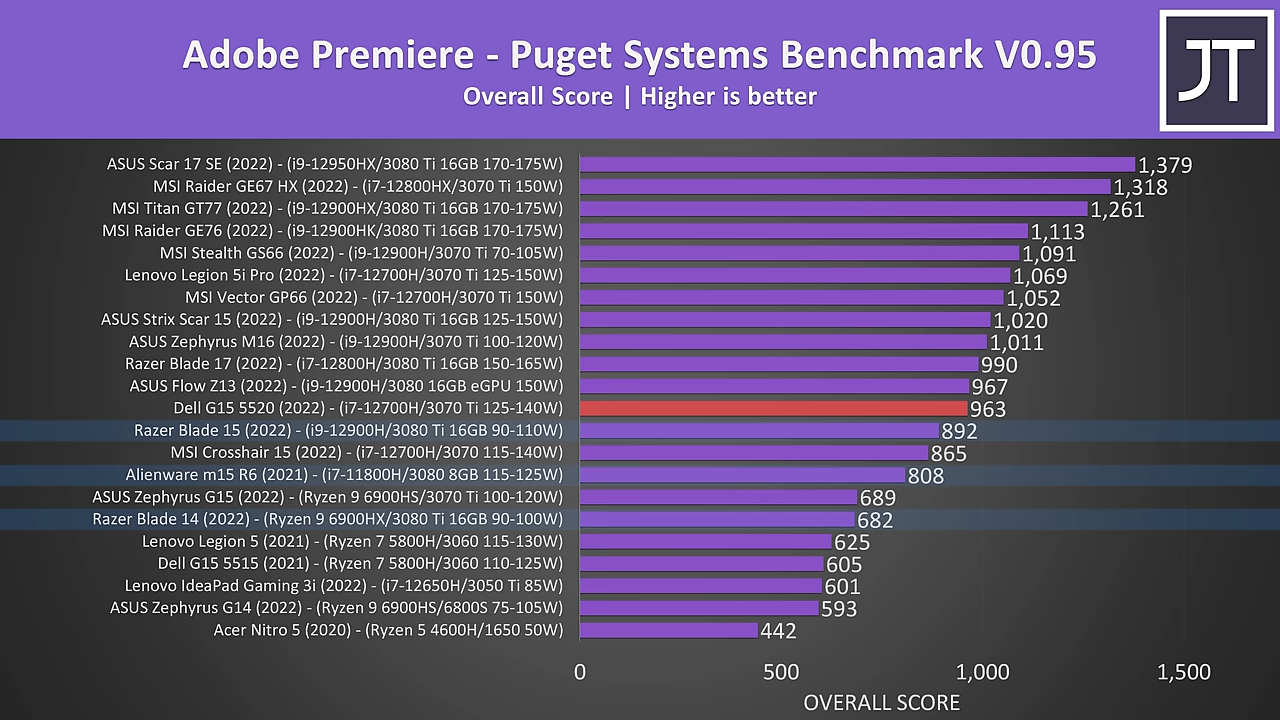 Adobe Premiere - Puget Systems Benchmark V0.95
Overall Score | Higher is better
JT
ASUS Scar 17 SE (2022) - (i9-12950HX/3080 Ti 16GB 170-175W) 1,379
MSI Raider GE67 HX (2022) - (i7-12800HX/3070 Ti 150W) 1,318
MSI Titan GT77 (2022) - (i9-12900HX/3080 Ti 16GB 170-175W) 1,261
MSI Raider GE76 (2022) - (i9-12900HK/3080 Ti 16GB 170-175W) 1,113
MSI Stealth GS66 (2022) - (i9-12900H/3070 Ti 70-105W) 1,091
Lenovo Legion 5i Pro (2022) - (i7-12700H/3070 Ti 125-150W) 1,069
MSI Vector GP66 (2022) - (i7-12700H/3070 Ti 150W) 1,052
ASUS Strix Scar 15 (2022) - (i9-12900H/3080 Ti 16GB 125-150W) 1,020
ASUS Zephyrus M16 (2022) - (i9-12900H/3070 Ti 100-120W) 1,011
Razer Blade 17 (2022) - (i7-12800H/3080 Ti 16GB 150-165W) 990
ASUS Flow Z13 (2022) - (i9-12900H/3080 16GB eGPU 150W) 967
Dell G15 5520 (2022) - (i7-12700H/3070 Ti 125-140W) 963
Razer Blade 15 (2022) - (i9-12900H/3080 Ti 16GB 90-110W) 892
MSI Crosshair 15 (2022) - (i7-12700H/3070 115-140W) 865
Alienware m15 R6 (2021) - (i7-11800H/3080 8GB 115-125W) 808
ASUS Zephyrus G15 (2022) - (Ryzen 9 6900HS/3070 Ti 100-120W) 689
Razer Blade 14 (2022) - (Ryzen 9 6900HX/3080 Ti 16GB 90-100W) 682
Lenovo Legion 5 (2021) - (Ryzen 7 5800H/3060 115-130W) 625
Dell G15 5515 (2021) - (Ryzen 7 5800H/3060 110-125W) 605
Lenovo IdeaPad Gaming 3i (2022) - (i7-12650H/3050 Ti 85W) 601
ASUS Zephyrus G14 (2022) - (Ryzen 9 6900HS/6800S 75-105W) 593
Acer Nitro 5 (2020) - (Ryzen 5 4600H/1650 50W) 442
0 500 1,000 1,500
OVERALL SCORE